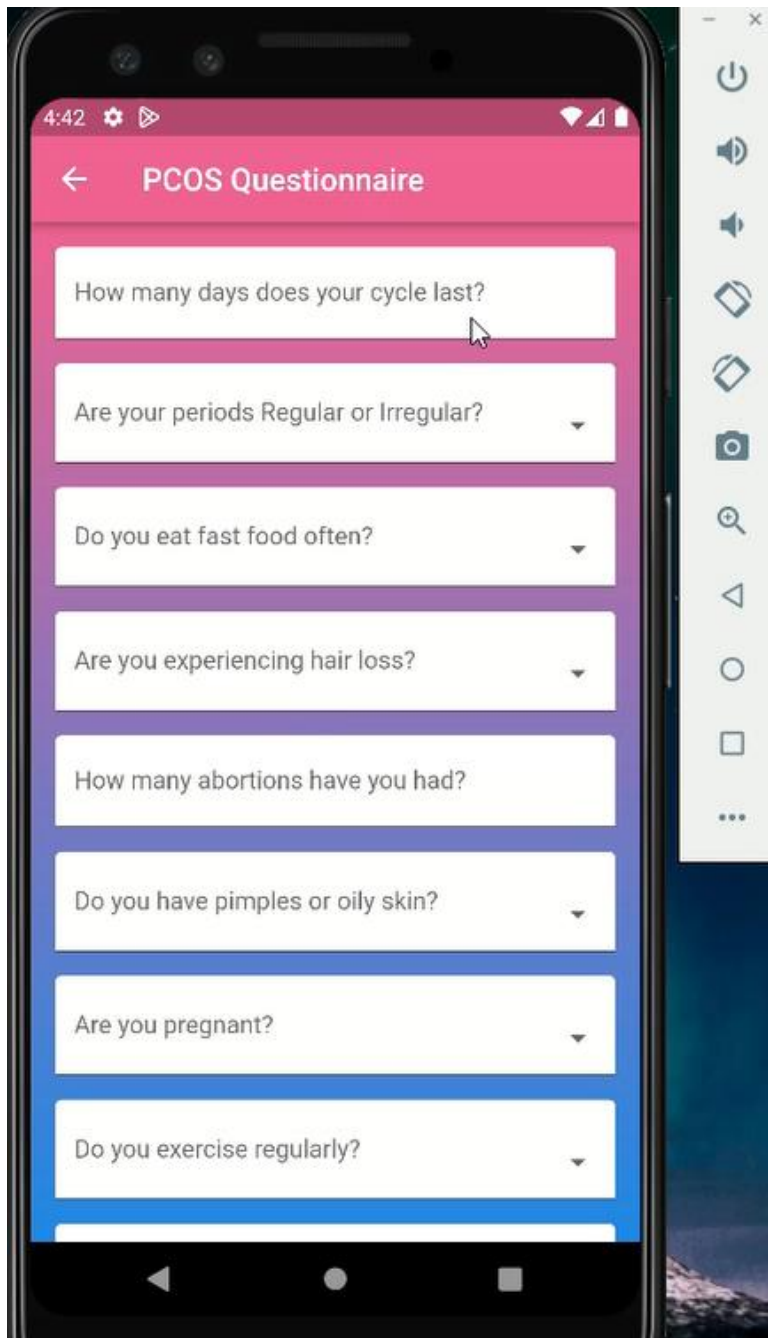 4:42
PCOS Questionnaire
How many days does your cycle last?
Are your periods Regular or Irregular?
Do you eat fast food often?
Are you experiencing hair loss?
How many abortions have you had?
Do you have pimples or oily skin?
Are you pregnant?
Do you exercise regularly?